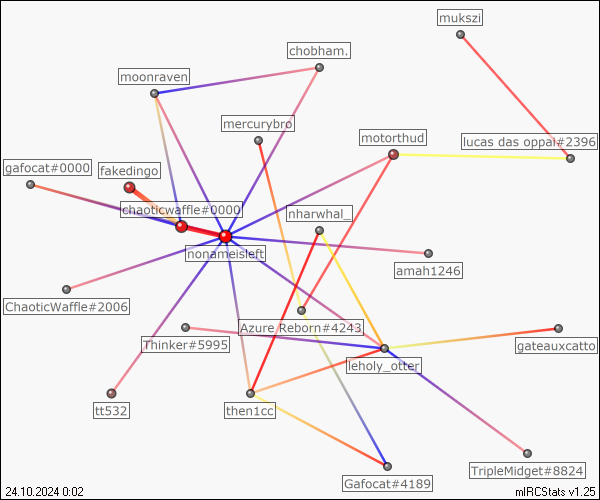 mukszi
chobham.
moonraven
mercurybro
motorthud
lucas das oppai#2396
gafocat#0000
fakedingo
chaoticwaffle#0000
nharwhal_
nonameisleft
amah1246
ChaoticWaffle#2006
Azure Reborn#4243
Thinker#5995
gateauxcatto
leholy_otter
tt532
then1cc
TripleMidget#8824
Gafocat#4189
24.10.2024 0:02
mIRCStats v1.25